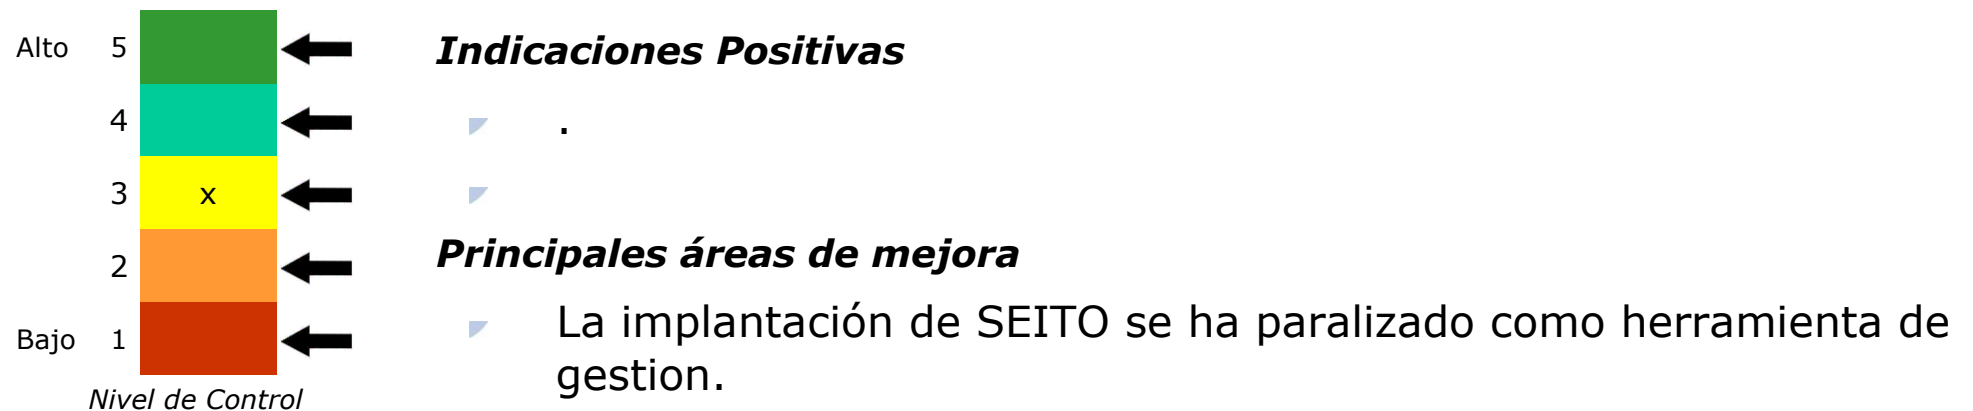 Alto 5
4
3 x
2
Bajo 1
Nivel de Control
Indicaciones Positivas
.
Principales áreas de mejora
La implantación de SEITO se ha paralizado como herramienta de
gestion.